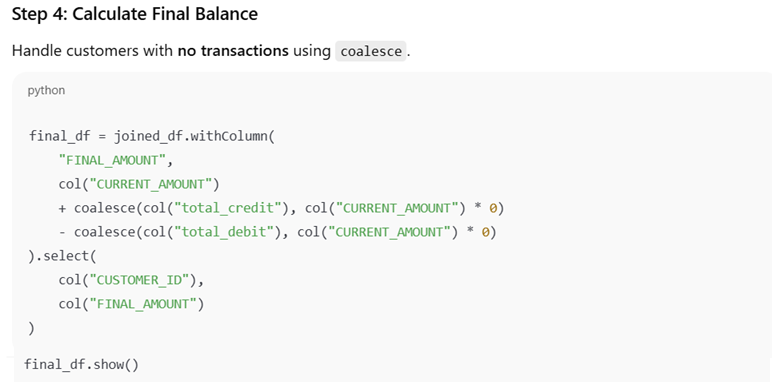 Step 4: Calculate Final Balance
Handle customers with no transactions using coalesce.
python
final_df = joined_df.withColumn(
    "FINAL_AMOUNT",
    col("CURRENT_AMOUNT")
    + coalesce(col("total_credit"), col("CURRENT_AMOUNT") * 0)
    - coalesce(col("total_debit"), col("CURRENT_AMOUNT") * 0)
).select(
    col("CUSTOMER_ID"),
    col("FINAL_AMOUNT")
)
final_df.show()